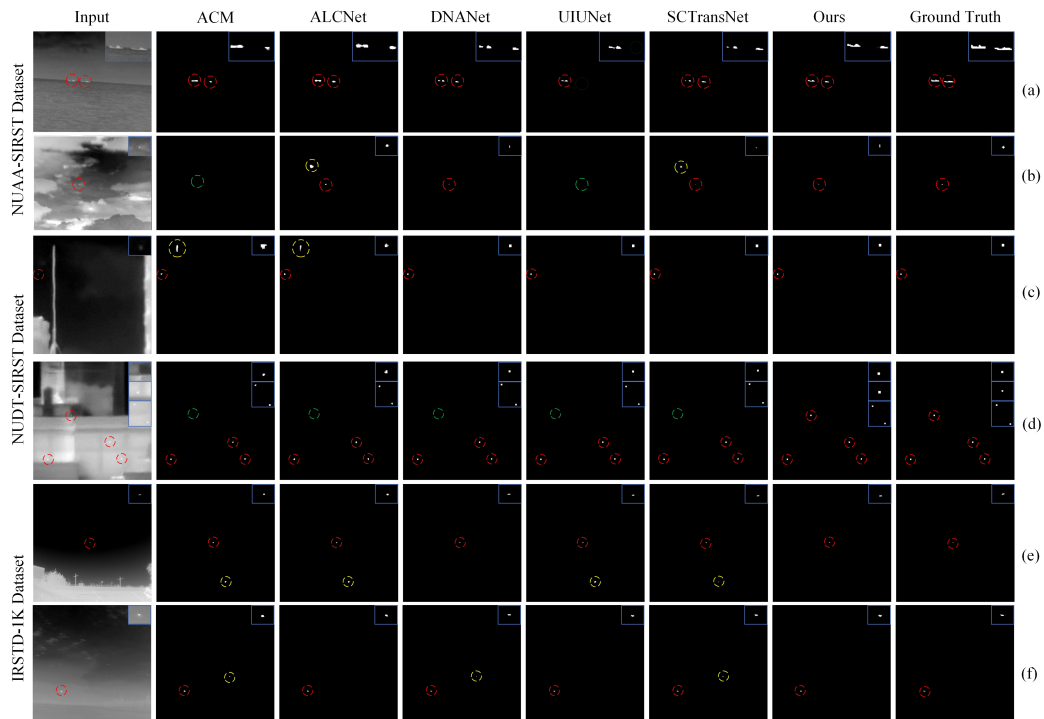 Input ACM ALCNet DNANet UIUNet SCTransNet Ours Ground Truth
NUAA-SIRST Dataset
(a)
(b)
NUDT-SIRST Dataset
(c)
(d)
IRSTD-1K Dataset
(e)
(f)